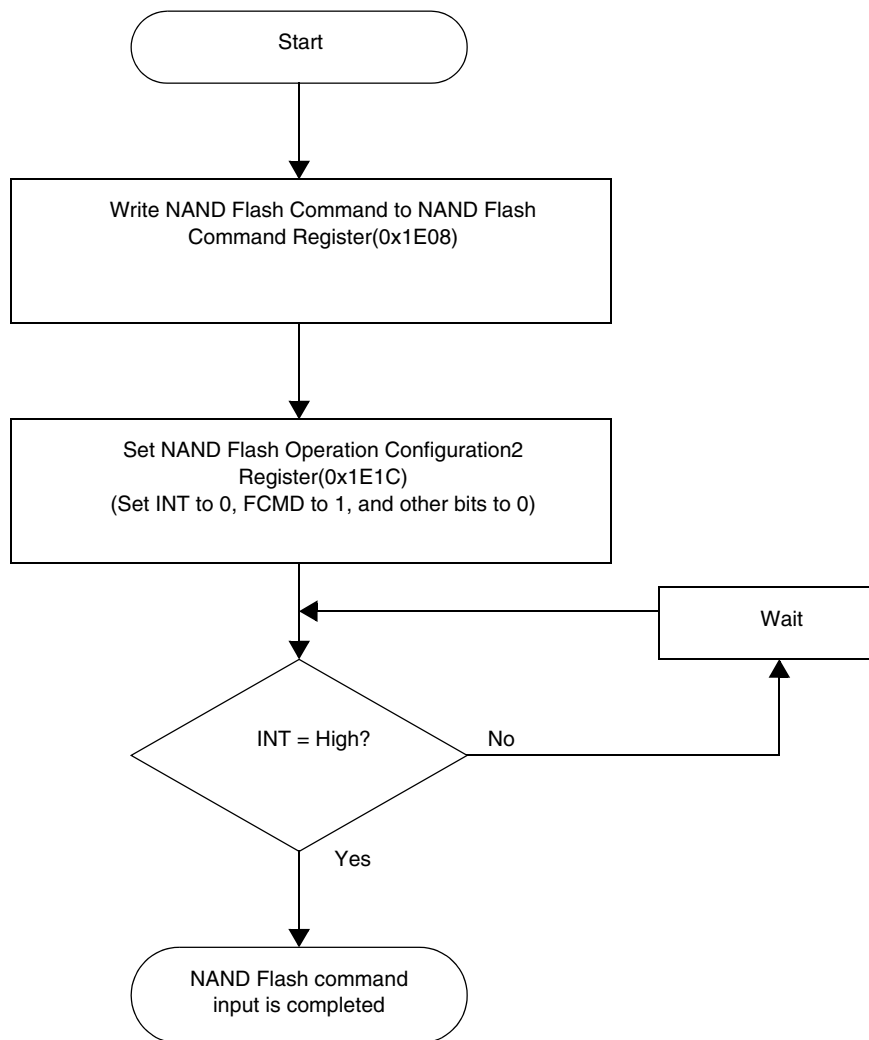 Start
Write NAND Flash Command to NAND Flash
Command Register(0x1E08)
Set NAND Flash Operation Configuration2
Register(0x1E1C)
(Set INT to 0, FCMD to 1, and other bits to 0)
Wait
INT = High?
No
Yes
NAND Flash command
input is completed